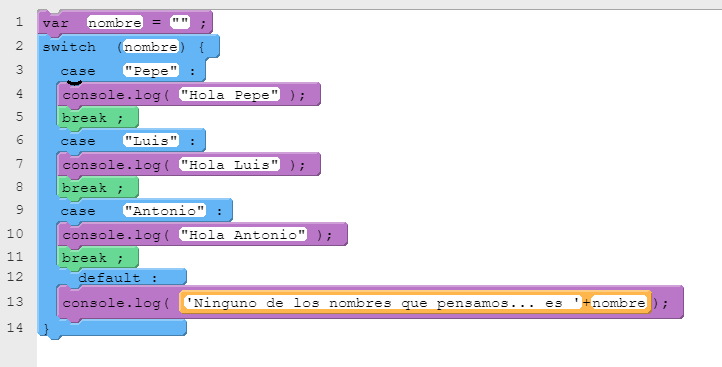 1 var nombre = "" ;
2 switch (nombre) {
3 case "Pepe" :
4 console.log( "Hola Pepe" );
5 break ;
6 case "Luis" :
7 console.log( "Hola Luis" );
8 break ;
9 case "Antonio" :
10 console.log( "Hola Antonio" );
11 break ;
12 default :
13 console.log( 'Ninguno de los nombres que pensamos... es '+nombre );
14 }